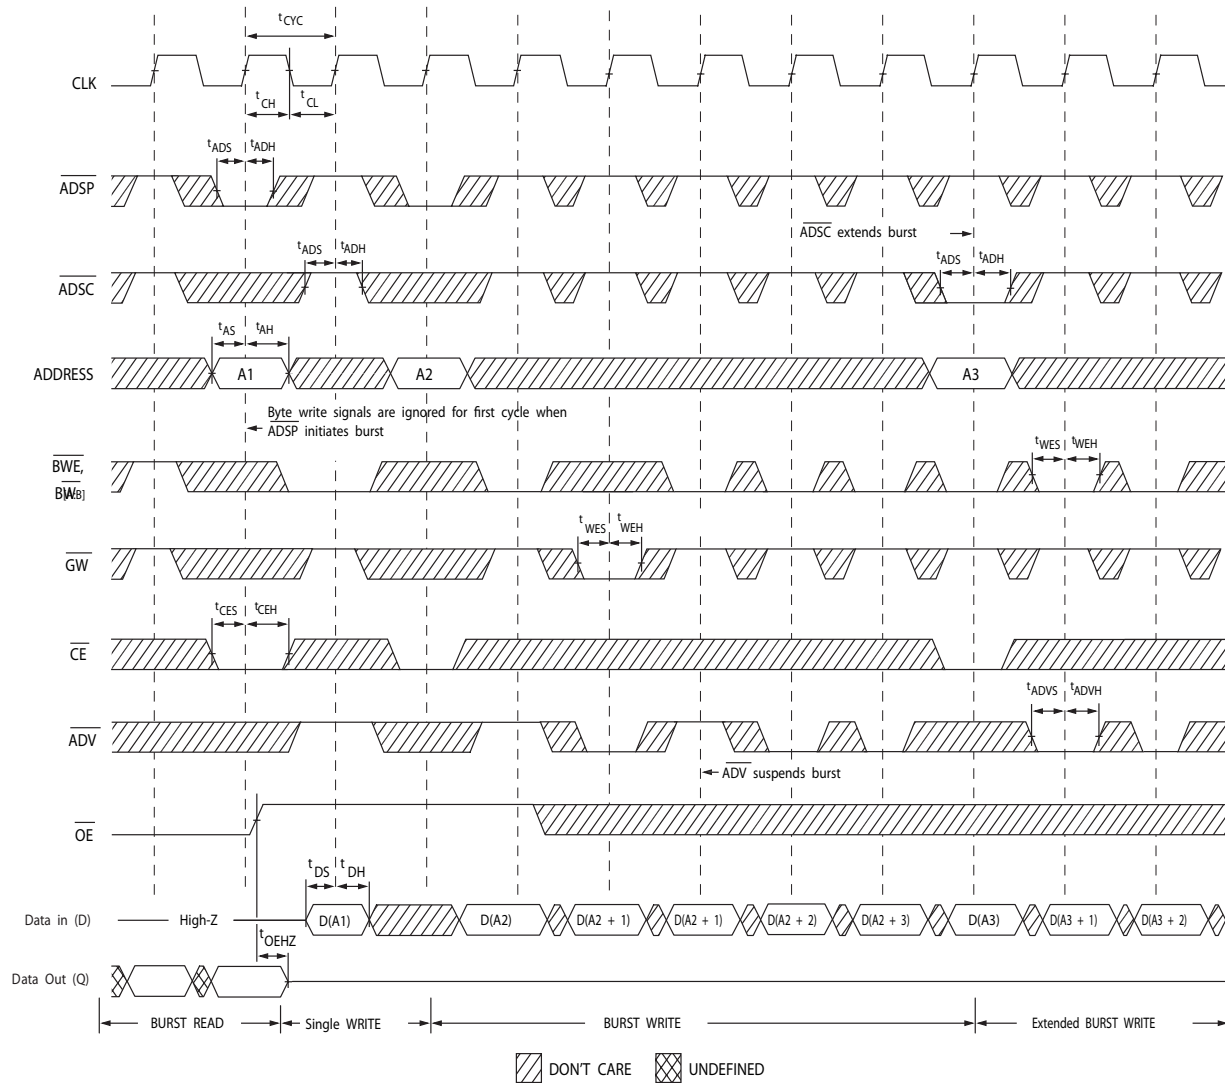 tCYC
CLK
tCH tCL
tADS tADH
ADSP
ADSC extends burst
tADS tADH tADS tADH
ADSC
tAS tAH
ADDRESS A1 A2 A3
Byte write signals are ignored for first cycle when
ADSP initiates burst
tWES tWEH
BWE,
BW[A:B]
tWES tWEH
GW
tCES tCEH
CE
tADVS tADVH
ADV
ADV suspends burst
OE
tDS tDH
Data in (D) High-Z D(A1) D(A2) D(A2 + 1) D(A2 + 1) D(A2 + 2) D(A2 + 3) D(A3) D(A3 + 1) D(A3 + 2)
tOEHZ
Data Out (Q)
BURST READ Single WRITE BURST WRITE Extended BURST WRITE
DON'T CARE UNDEFINED